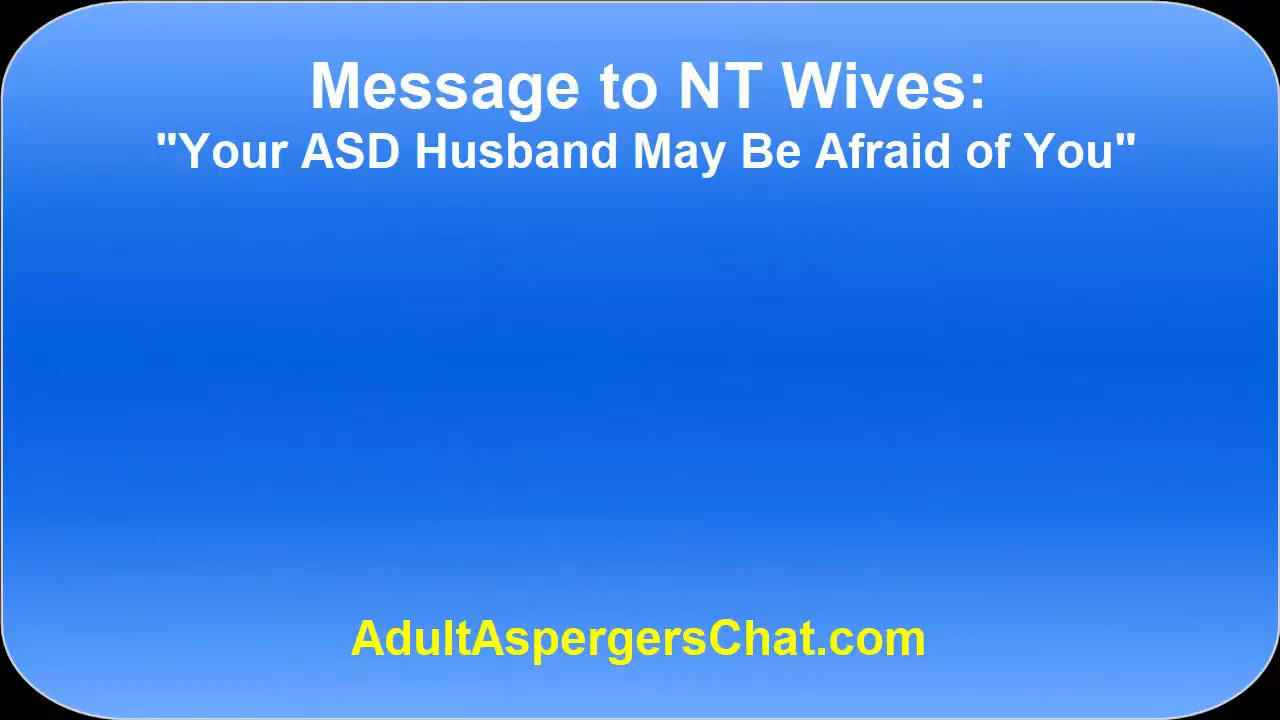 Message to NT Wives:
"Your ASD Husband May Be Afraid of You"
AdultAspergersChat.com